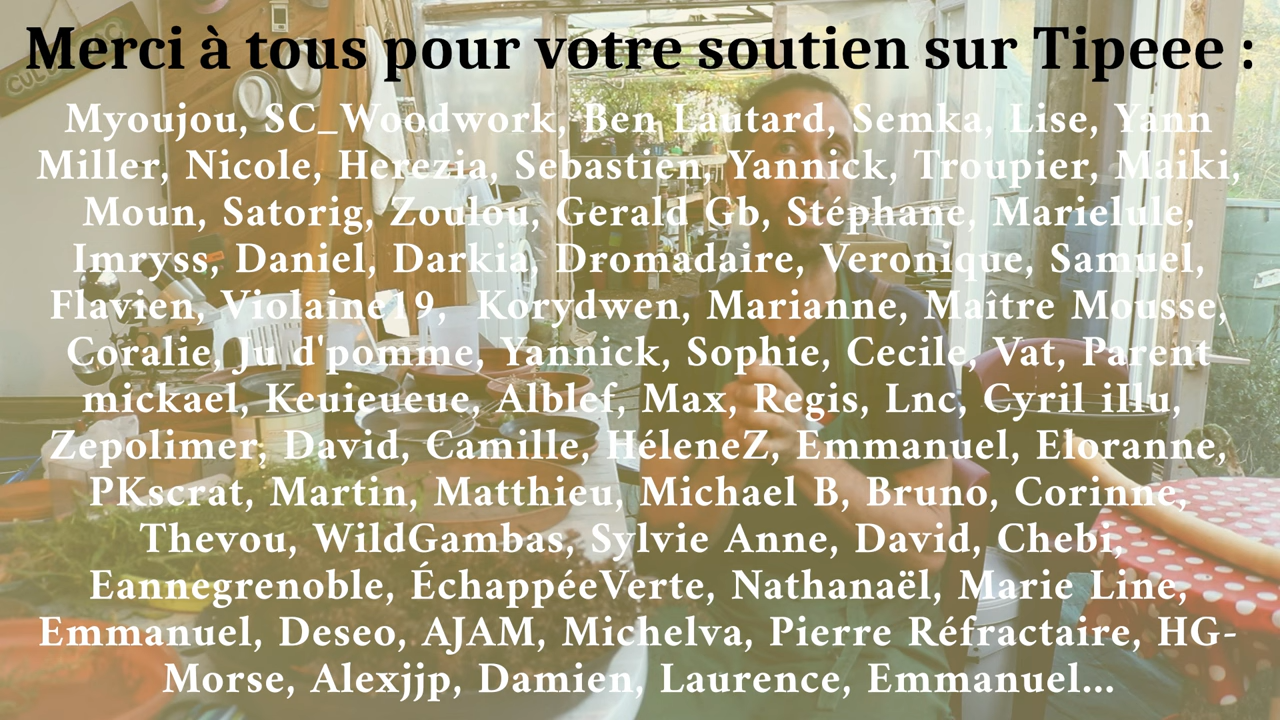 Merci à tous pour votre soutien sur Tipeee :
Myoujou, SC_Woodwork, Ben Lautard, Semka, Lise, Yann
Miller, Nicole, Herezia, Sebastien, Yannick, Troupier, Maiki,
Moun, Satorig, Zoulou, Gerald Gb, Stéphane, Marielule,
Imryss, Daniel, Darkia, Dromadaire, Veronique, Samuel,
Flavien, Violaine19, Korydwen, Marianne, Maître Mousse,
Coralie, Ju d'pomme, Yannick, Sophie, Cecile, Vat, Parent
mickael, Keuieueue, Alblef, Max, Regis, Lnc, Cyril iHu,
Zepolimer, David, Camille, HéleneZ, Emmanuel, Eloranne,
PKscrat, Martin, Matthieu, Michael B, Bruno, Corinne,
Thevou, WildGambas, Sylvie Anne, David, Chebi,
Eannegrenoble, ÉchappéeVerte, Nathanaël, Marie Line,
Emmanuel, Deseo, AJAM, Michelva, Pierre Réfractaire, HG-
Morse, Alexjjp, Damien, Laurence, Emmanuel...